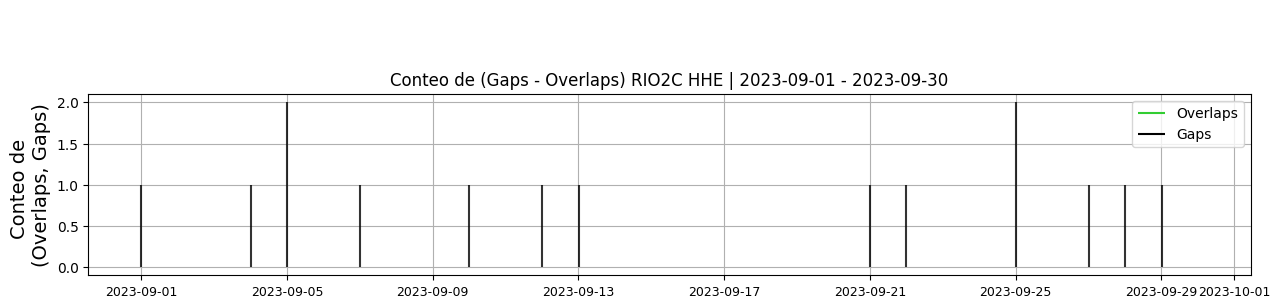 Conteo de (Gaps - Overlaps) RIO2C HHE | 2023-09-01 - 2023-09-30
Conteo de
(Overlaps, Gaps)
2.0
1.5
1.0
0.5
0.0
Overlaps
Gaps
2023-09-01
2023-09-05
2023-09-09
2023-09-13
2023-09-17
2023-09-21
2023-09-25
2023-09-29
2023-10-01